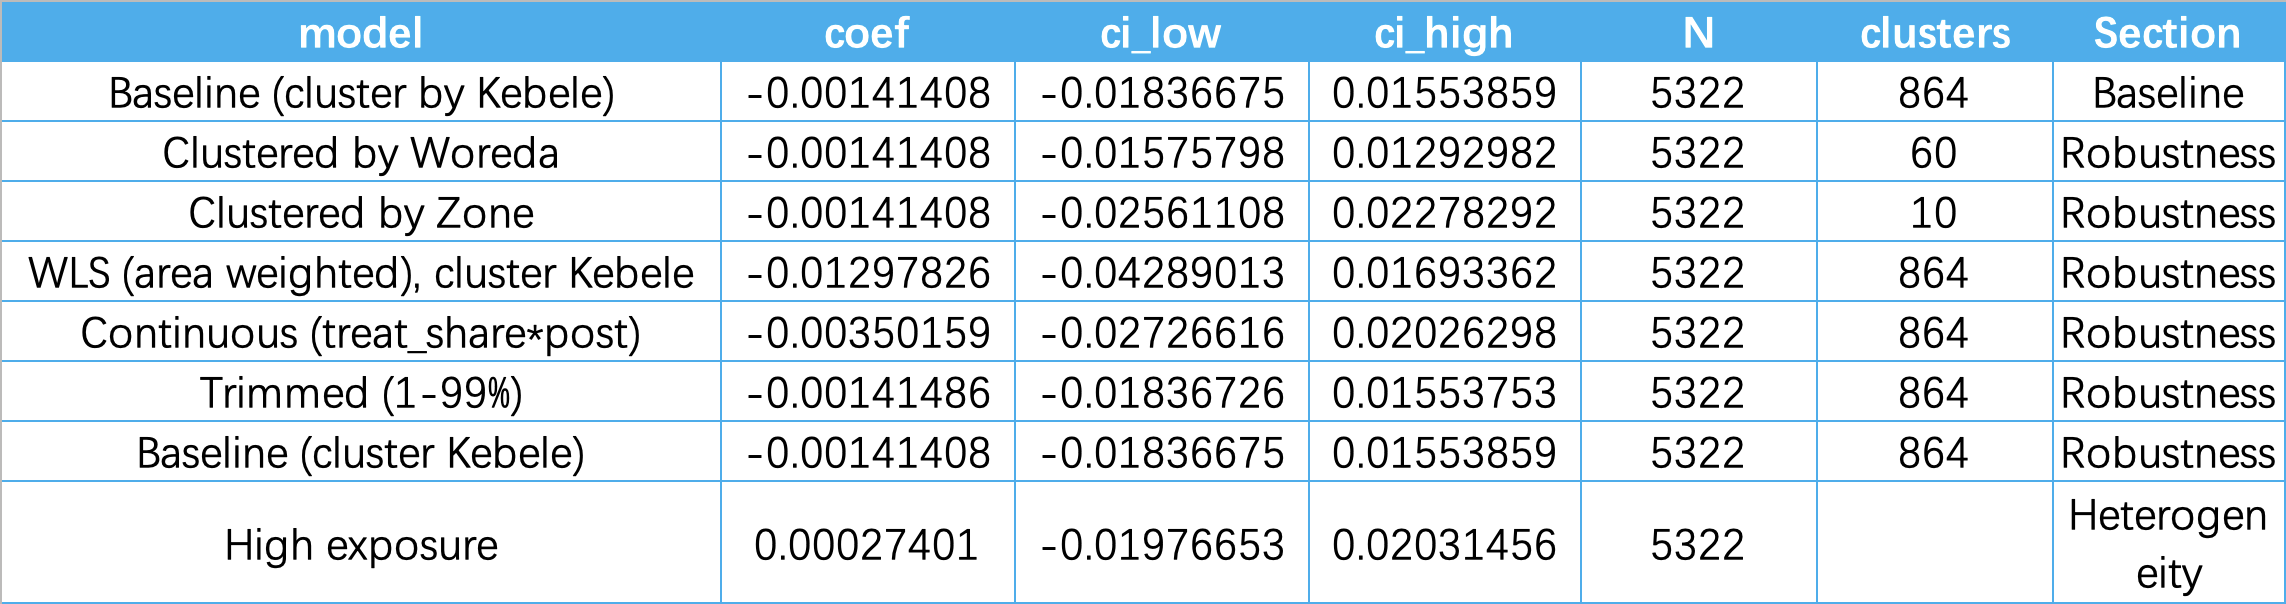 model coef ci_low ci_high N clusters Section
Baseline (cluster by Kebele) -0.00141408 -0.01836675 0.01553859 5322 864 Baseline
Clustered by Woreda -0.00141408 -0.01575798 0.01292982 5322 60 Robustness
Clustered by Zone -0.00141408 -0.02561108 0.02278292 5322 10 Robustness
WLS (area weighted), cluster Kebele -0.01297826 -0.04289013 0.01693362 5322 864 Robustness
Continuous (treat_share*post) -0.00350159 -0.02726616 0.02026298 5322 864 Robustness
Trimmed (1-99%) -0.00141486 -0.01836726 0.01553753 5322 864 Robustness
Baseline (cluster Kebele) -0.00141408 -0.01836675 0.01553859 5322 864 Robustness
High exposure 0.00027401 -0.01976653 0.02031456 5322 Heterogen
eity